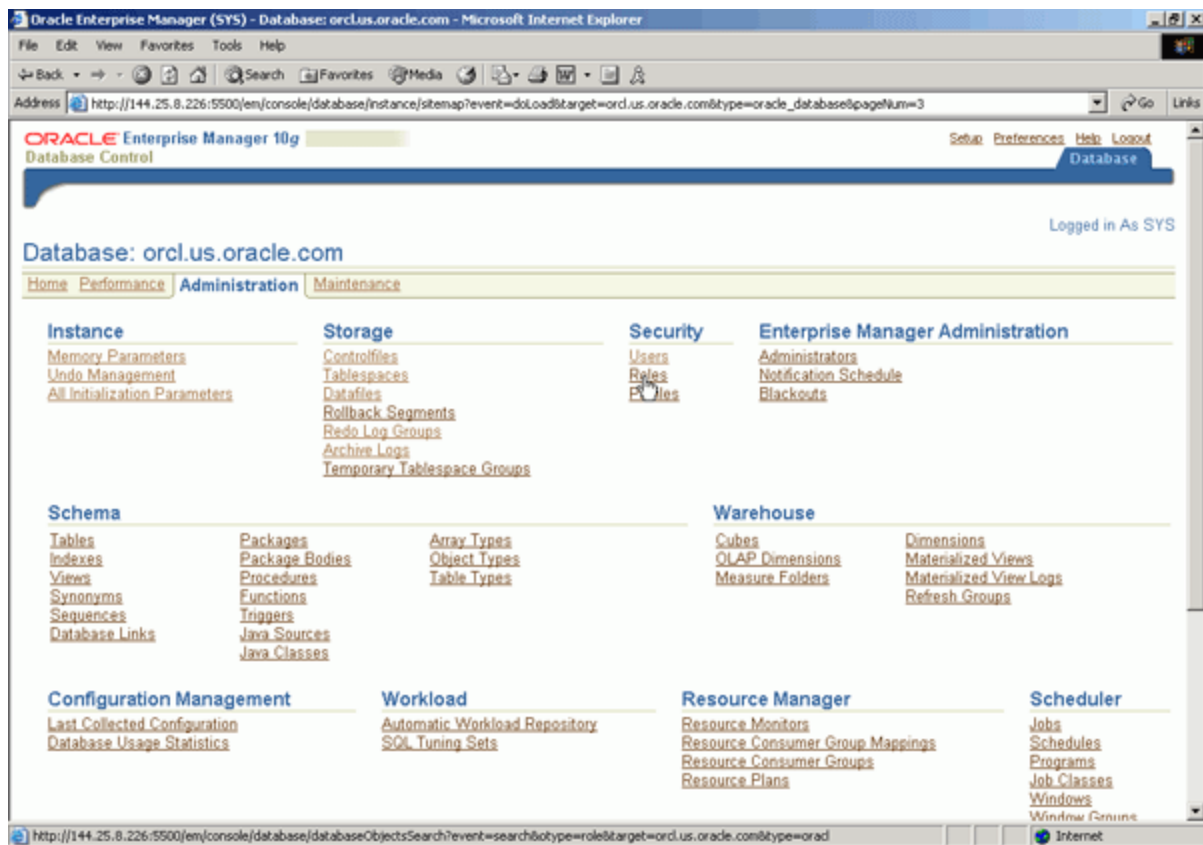 Oracle Enterprise Manager (SYS) - Database: orcl.us.oracle.com - Microsoft Internet Explorer
File Edit View Favorites Tools Help
Back Search Favorites Media
Address http://144.25.8.226:5500/em/console/database/instance/sitemap?event=doLoad&target=orcl.us.oracle.com&type=oracle_database&pageNum=3 Go Links
ORACLE Enterprise Manager 10g
Database Control
Setup Preferences Help Logout
Database
Logged in As SYS
Database: orcl.us.oracle.com
Home Performance Administration Maintenance
Instance
Memory Parameters
Undo Management
All Initialization Parameters
Storage
Controlfiles
Tablespaces
Datafiles
Rollback Segments
Redo Log Groups
Archive Logs
Temporary Tablespace Groups
Security
Users
Roles
Enterprise Manager Administration
Administrators
Notification Schedule
Blackouts
Schema
Tables
Indexes
Views
Synonyms
Sequences
Database Links
Packages
Package Bodies
Procedures
Functions
Triggers
Java Sources
Java Classes
Array Types
Object Types
Table Types
Warehouse
Cubes
OLAP Dimensions
Measure Folders
Dimensions
Materialized Views
Materialized View Logs
Refresh Groups
Configuration Management
Last Collected Configuration
Database Usage Statistics
Workload
Automatic Workload Repository
SQL Tuning Sets
Resource Manager
Resource Monitors
Resource Consumer Group Mappings
Resource Consumer Groups
Resource Plans
Scheduler
Jobs
Schedules
Programs
Job Classes
Windows
Window Groups
http://144.25.8.226:5500/em/console/database/databaseObjectsSearch?event=search&otype=role&target=orcl.us.oracle.com&type=orad
Internet